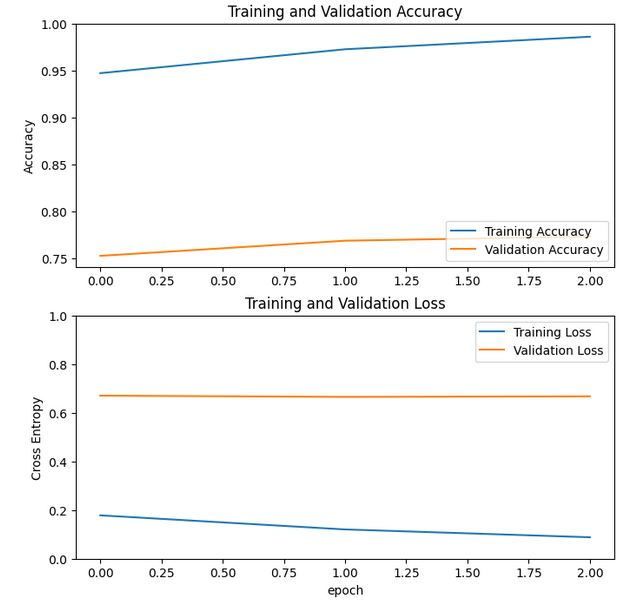 Training and Validation Accuracy
1.00
0.95
0.90
0.85
0.80
0.75
Accuracy
Training Accuracy
Validation Accuracy
0.00 0.25 0.50 0.75 1.00 1.25 1.50 1.75 2.00
Training and Validation Loss
1.0
0.8
0.6
0.4
0.2
0.0
Cross Entropy
Training Loss
Validation Loss
0.00 0.25 0.50 0.75 1.00 1.25 1.50 1.75 2.00
epoch